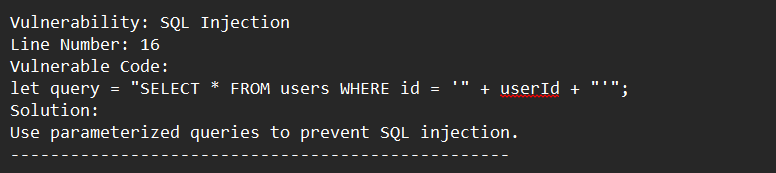 Vulnerability: SQL Injection
Line Number: 16
Vulnerable Code:
let query = "SELECT * FROM users WHERE id = '" + userId + "'";
Solution:
Use parameterized queries to prevent SQL injection.
--------------------------------------------------